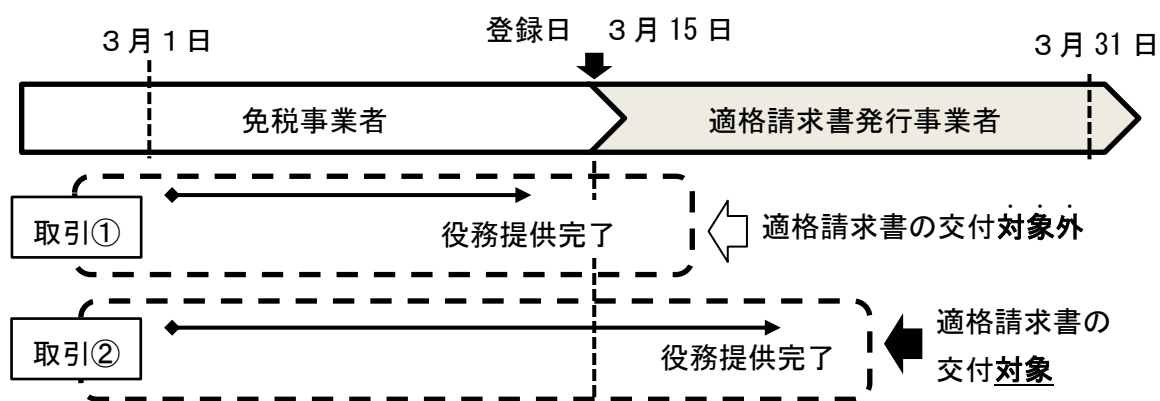 3月1日
登録日 3月15日
3月31日
免税事業者
適格請求書発行事業者
取引①
役務提供完了
適格請求書の交付対象外
取引②
役務提供完了
適格請求書の
交付対象